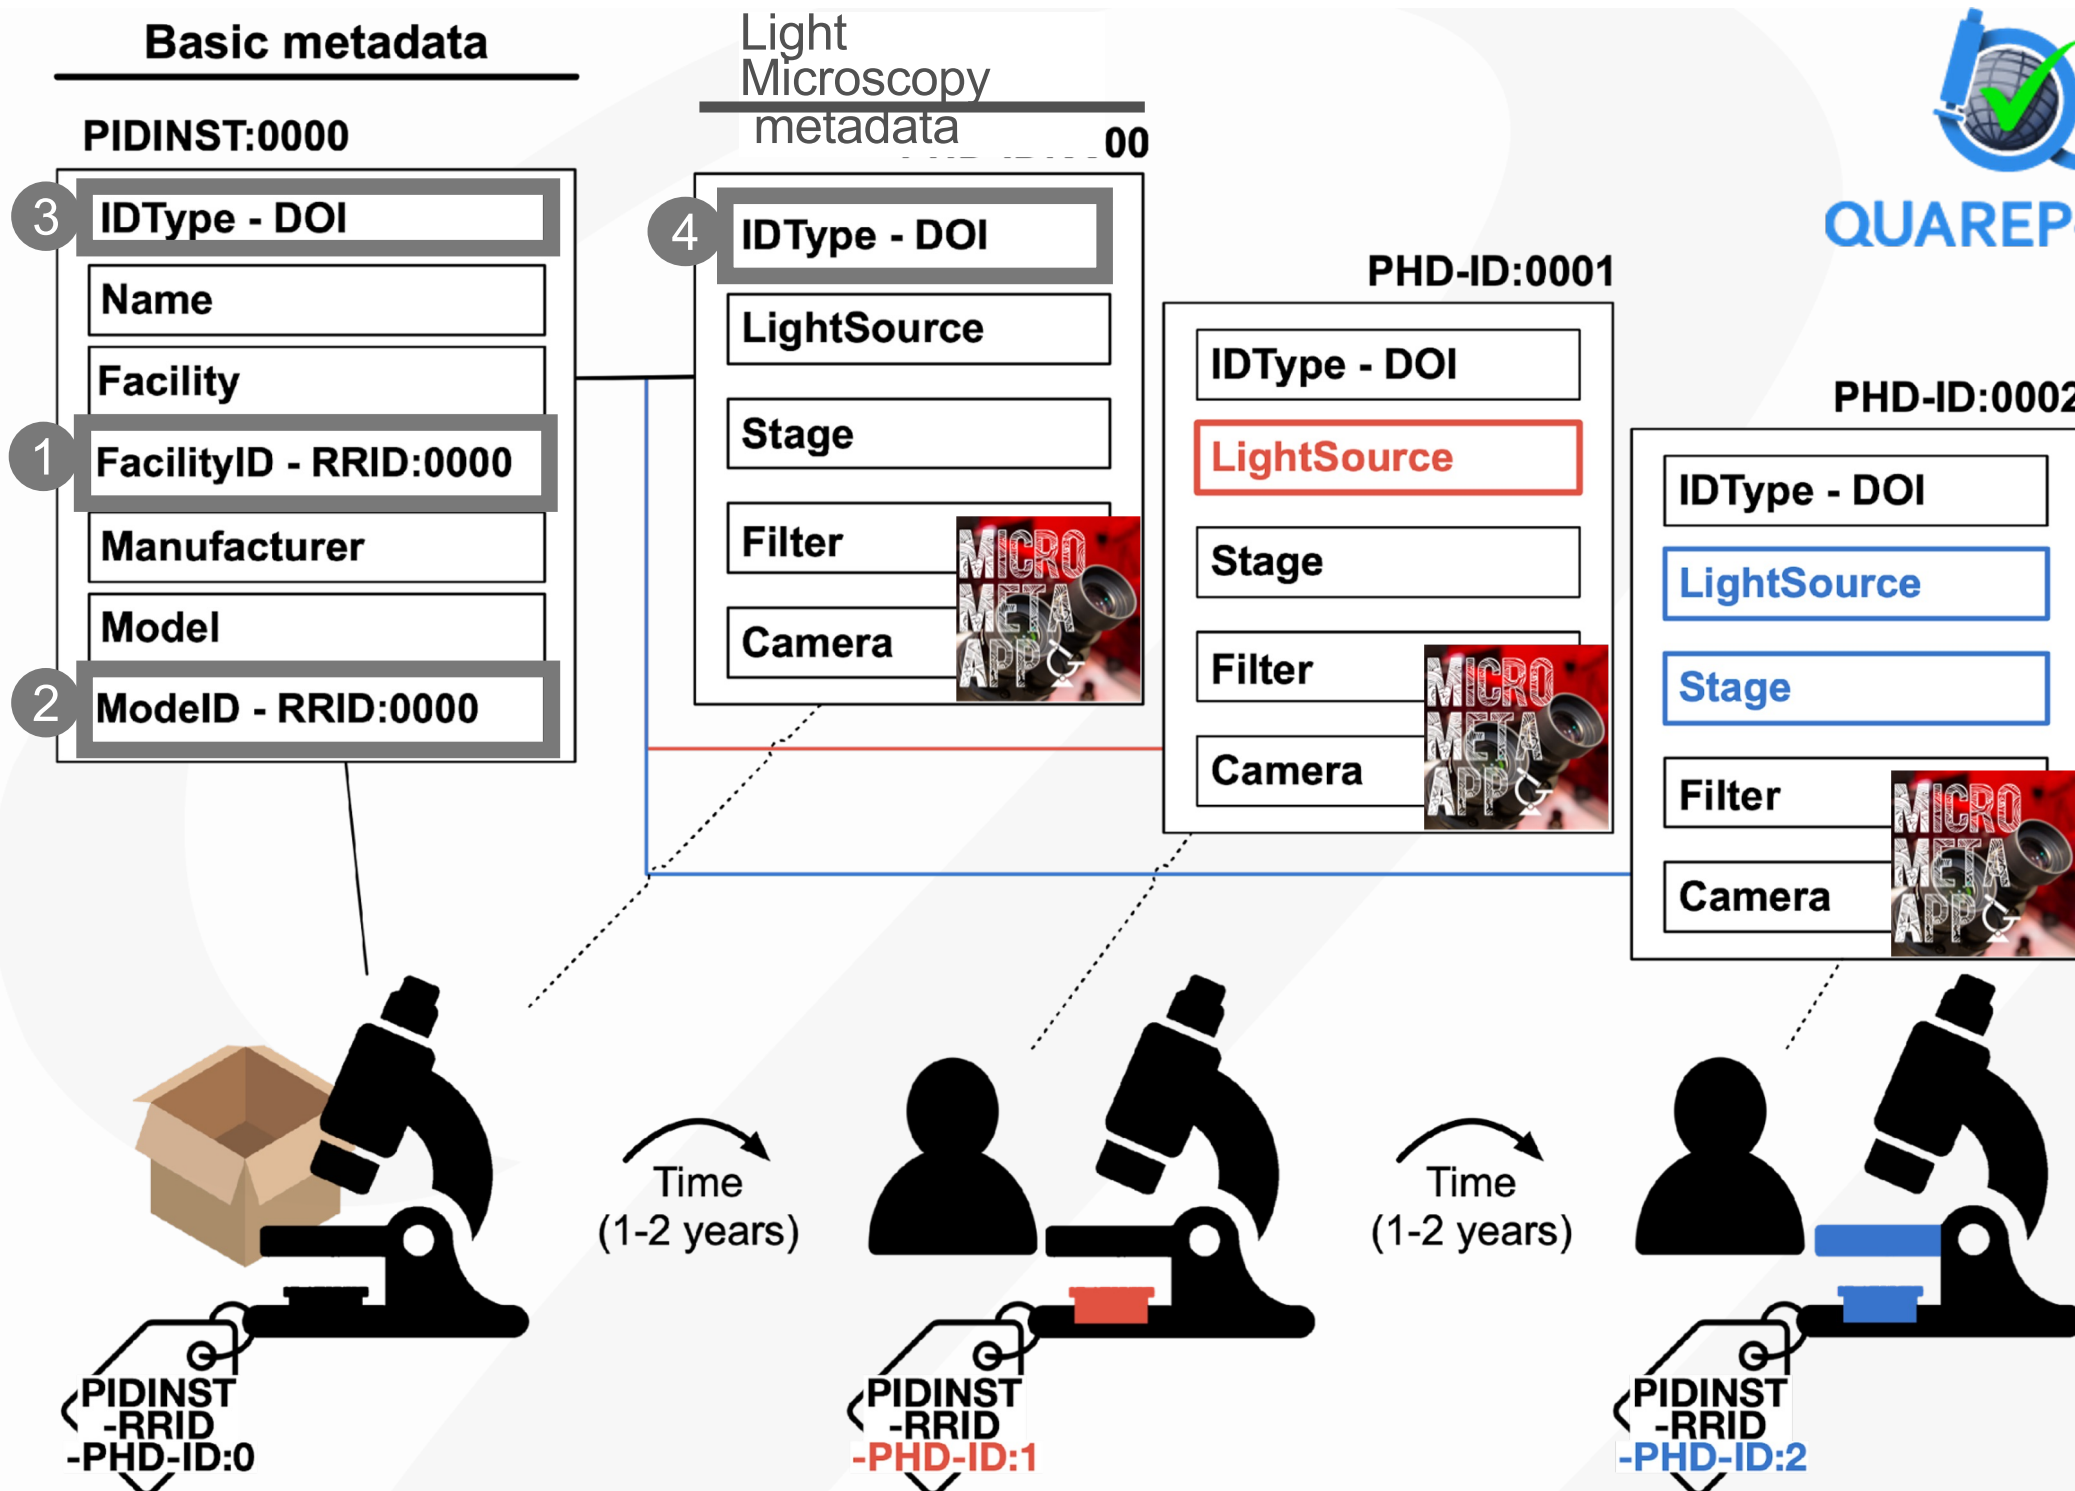 Basic metadata
Light
Microscopy
metadata
PIDINST:0000
00
3
IDType - DOI
Name
Facility
1
FacilityID - RRID:0000
Manufacturer
Model
2
ModelD - RRID:0000
4
IDType - DOI
LightSource
Stage
Filter
Camera
MICRO
META
APP
PHD-ID:0001
IDType - DOI
LightSource
Stage
Filter
Camera
MICRO
META
APP
QUAREP
PHD-ID:0002
IDType - DOI
LightSource
Stage
Filter
Camera
MICRO
META
APP
Time
(1-2 years)
Time
(1-2 years)
PIDINST
-RRID
-PHD-ID:0
PIDINST
-RRID
-PHD-ID:1
PIDINST
-RRID
-PHD-ID:2